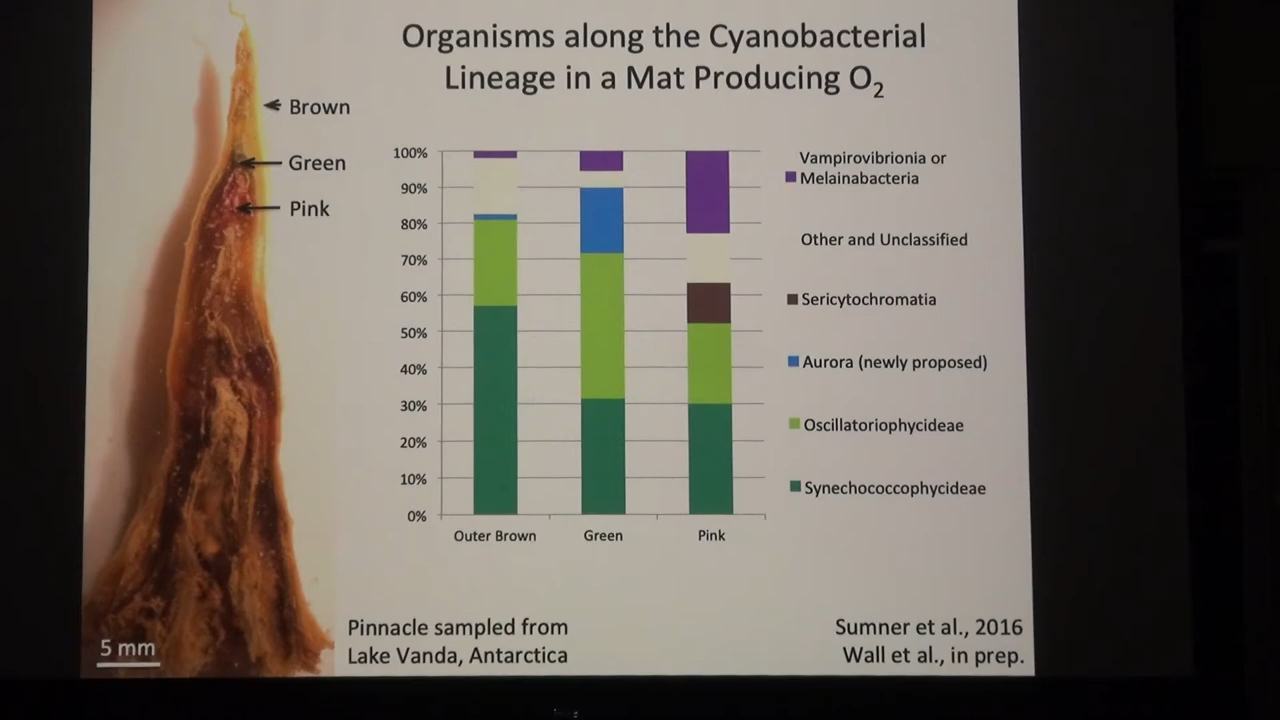 Organisms along the Cyanobacterial
Lineage in a Mat Producing O₂
Brown
Green
Pink
100%
90%
80%
70%
60%
50%
40%
30%
20%
10%
0%
Outer Brown
Green
Pink
Vampirovibrionia or
Melainabacteria
Other and Unclassified
Sericytochromatia
Aurora (newly proposed)
Oscillatoriophycideae
Synechococcophycideae
5 mm
Pinnacle sampled from
Lake Vanda, Antarctica
Sumner et al., 2016
Wall et al., in prep.